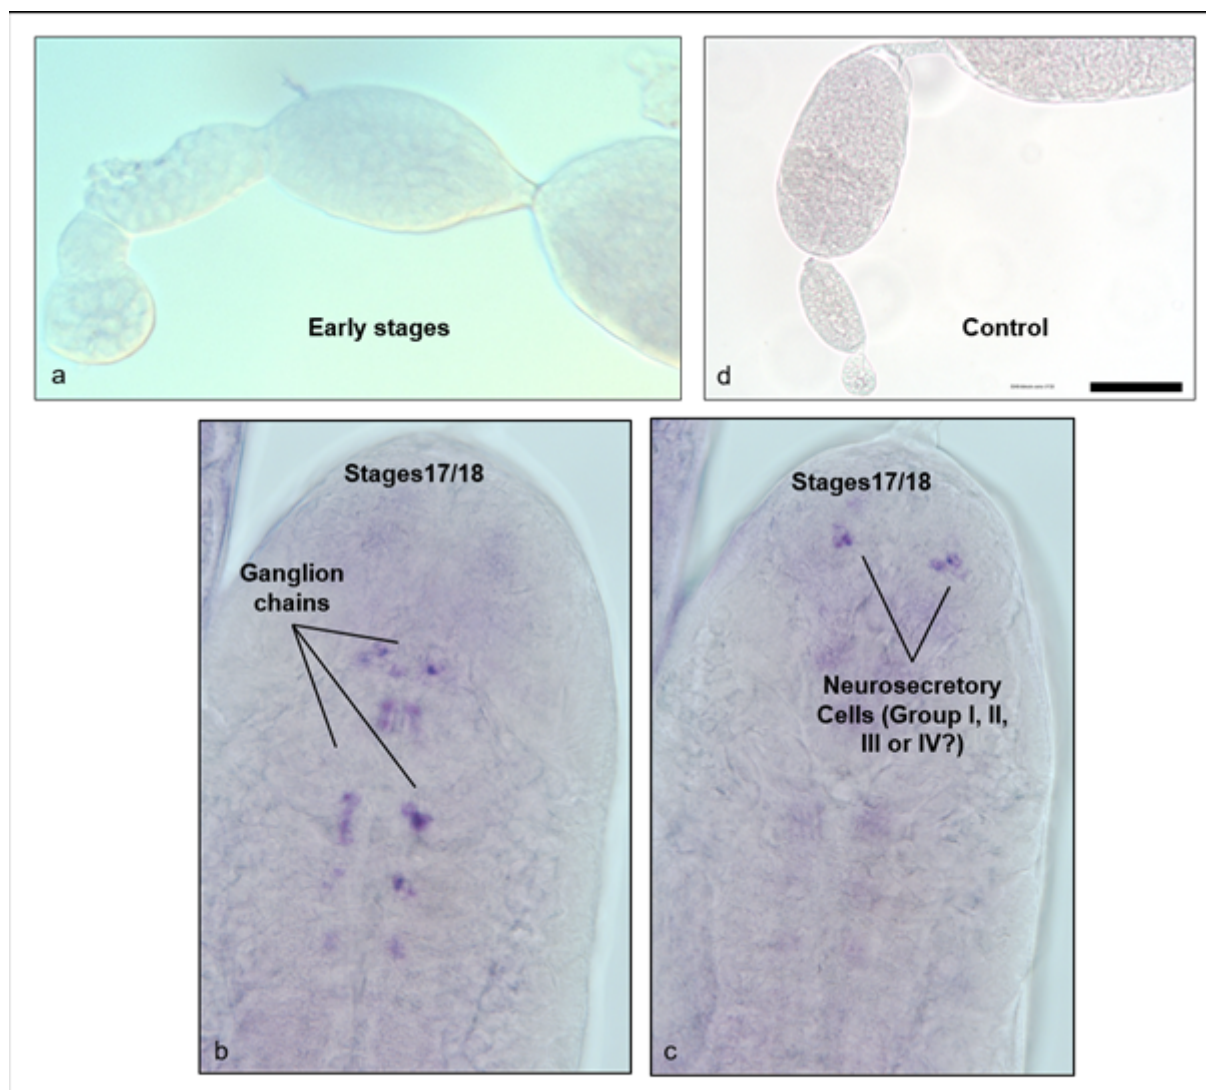 Early stages
a
Control
d
Stages17/18
Ganglion
chains
b
Stages17/18
Neurosecretory
Cells (Group I, II,
III or IV?)
c